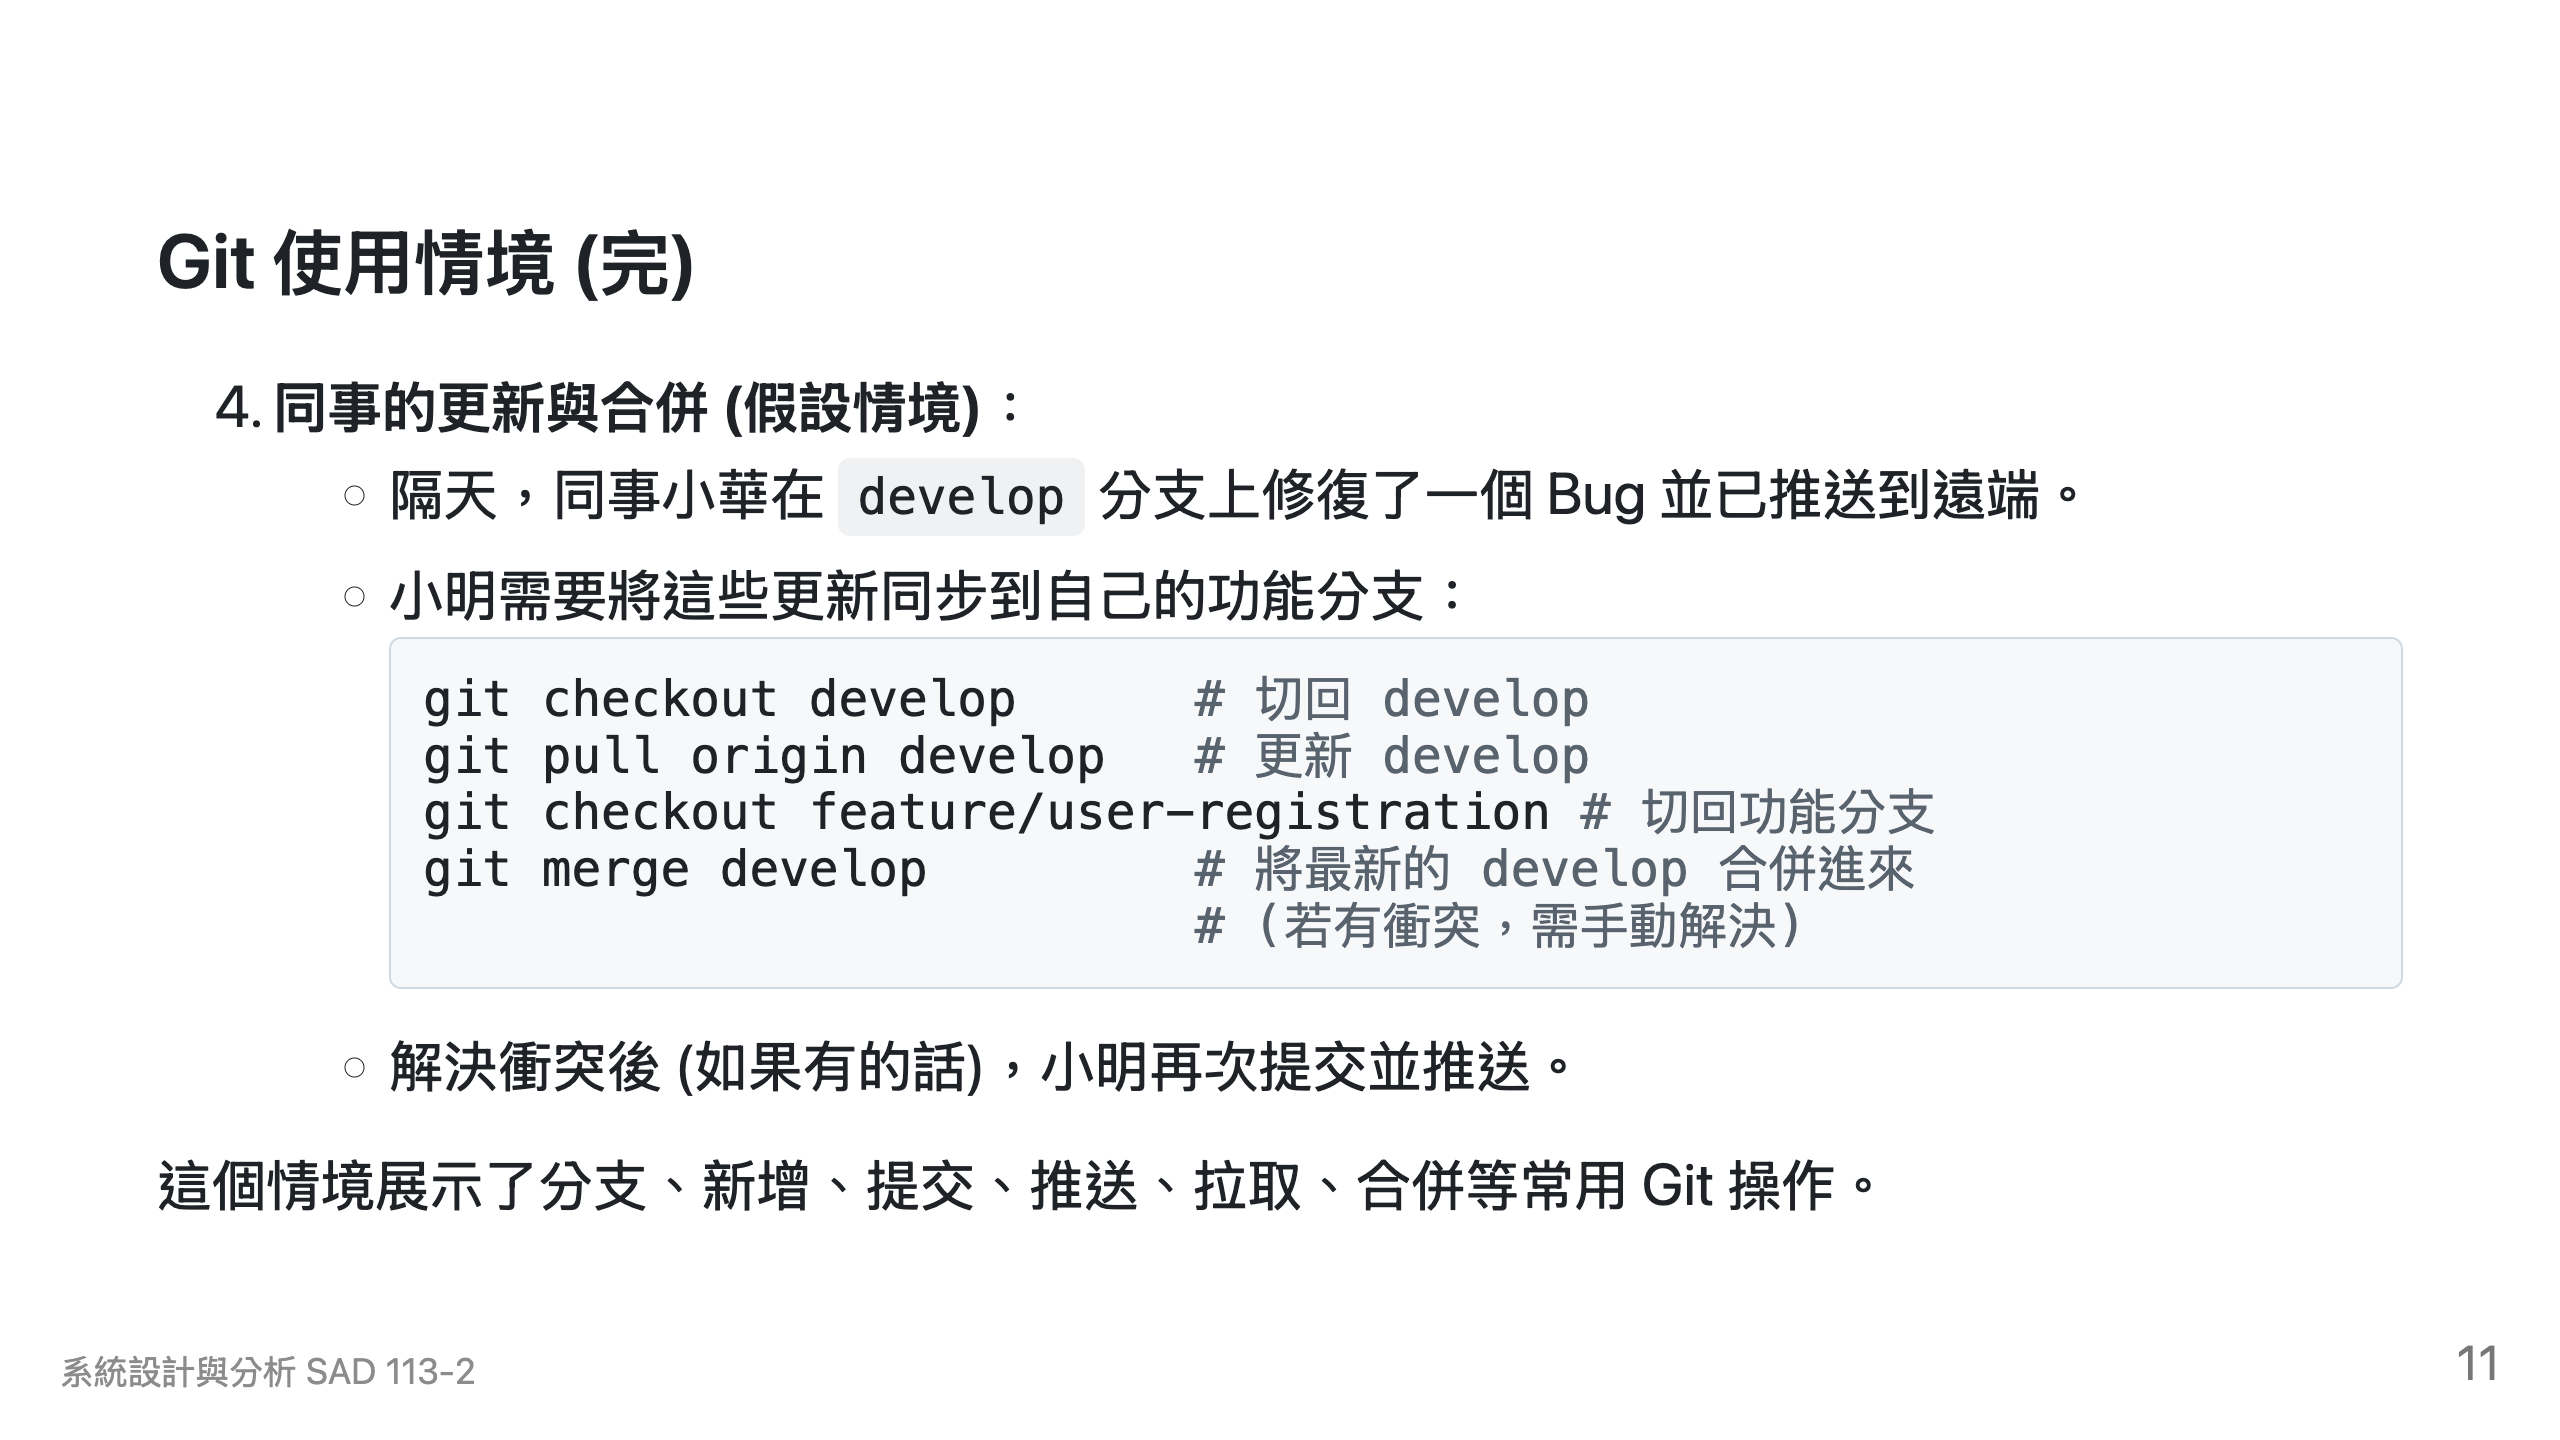 Git 使用情境 (完)
4. 同事的更新與合併 (假設情境)：
○ 隔天，同事小華在 develop 分支上修復了一個 Bug 並已推送到遠端。
○ 小明需要將這些更新同步到自己的功能分支：
git checkout develop      # 切回 develop
git pull origin develop   # 更新 develop
git checkout feature/user-registration # 切回功能分支
git merge develop         # 將最新的 develop 合併進來
                          # (若有衝突，需手動解決)
○ 解決衝突後 (如果有的話)，小明再次提交並推送。
這個情境展示了分支、新增、提交、推送、拉取、合併等常用 Git 操作。
系統設計與分析 SAD 113-2
11